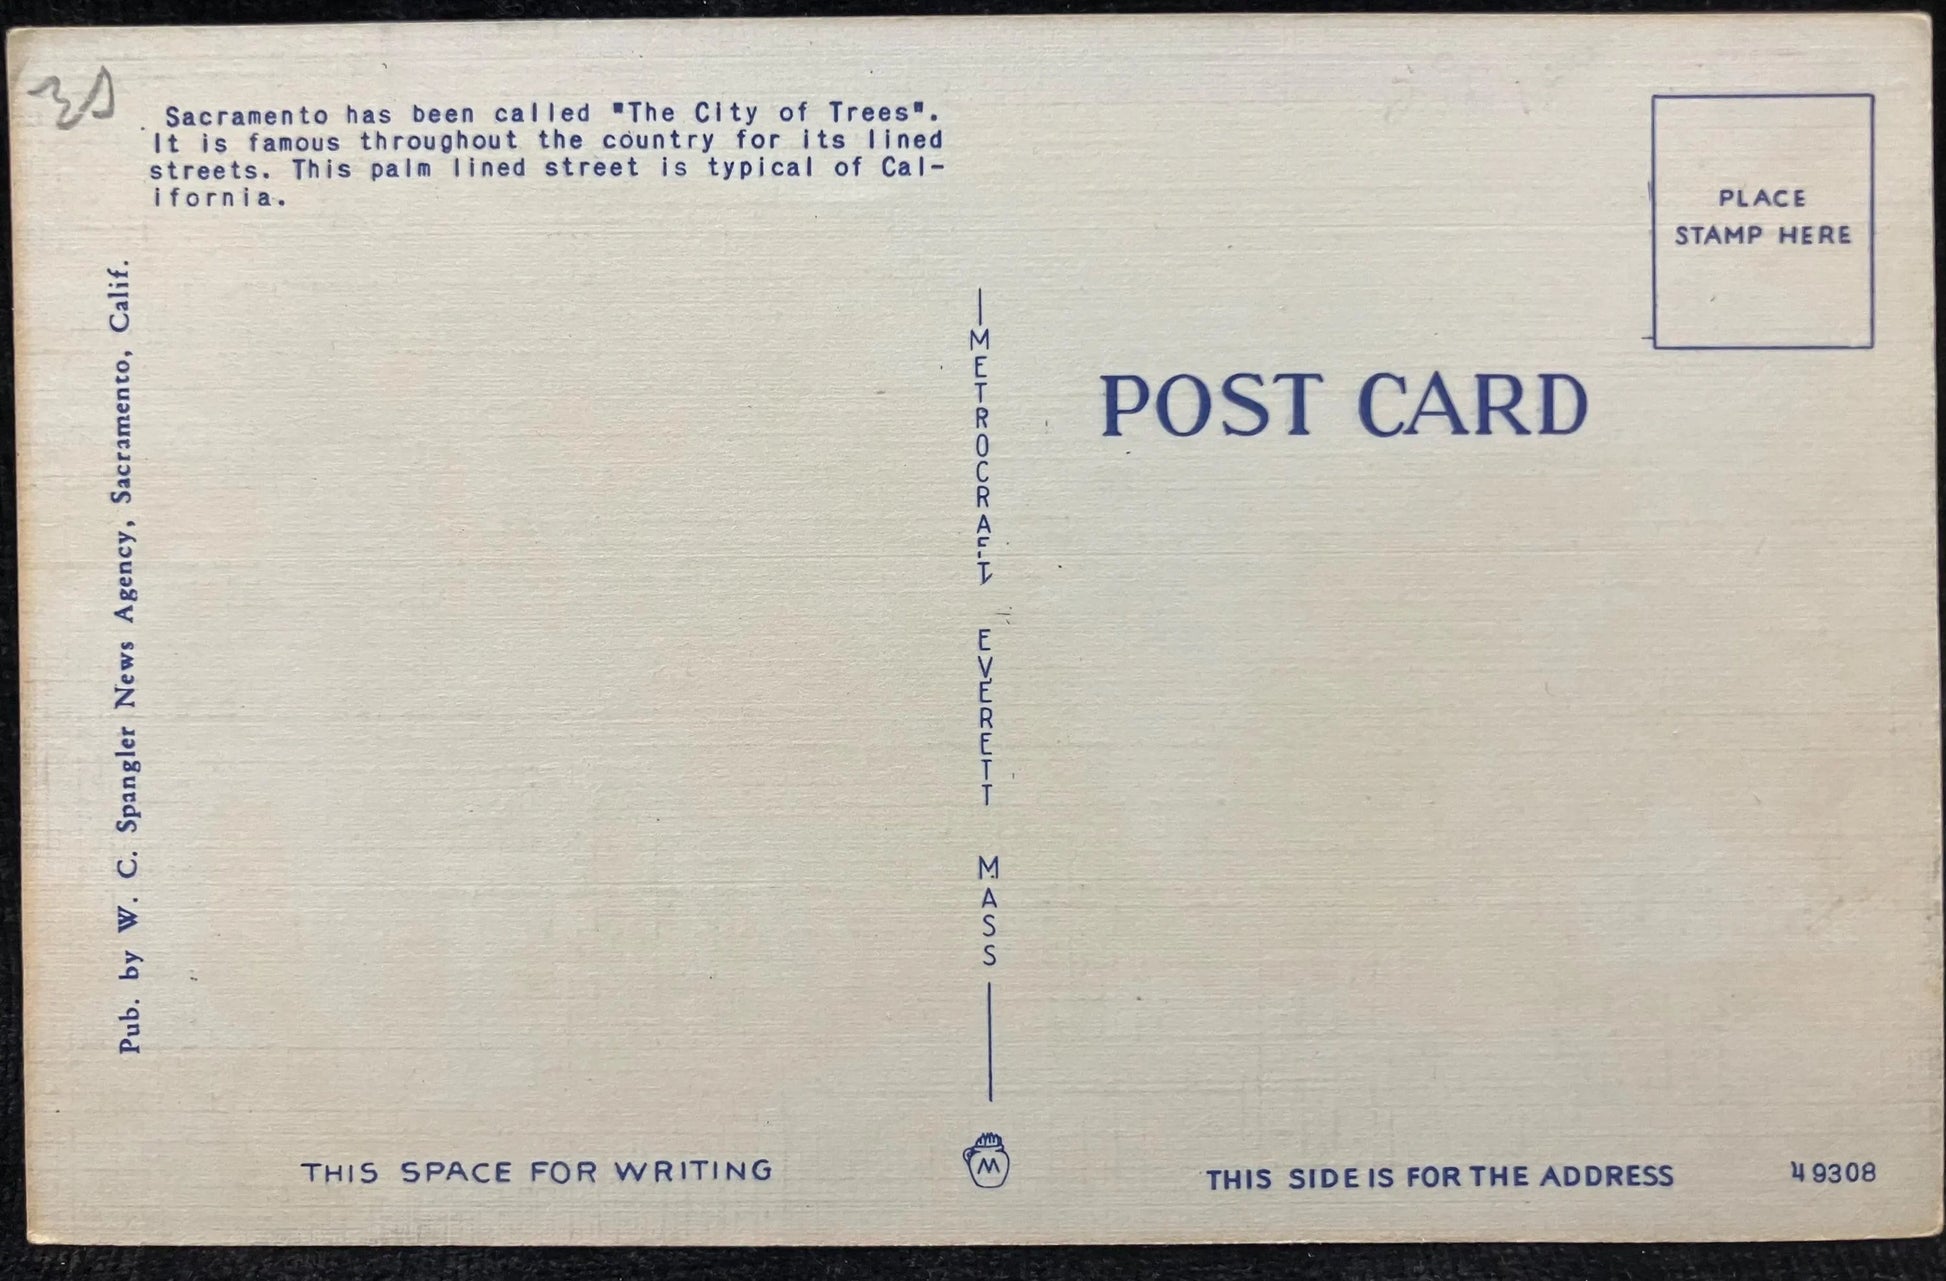 Sacramento has been called "The City of Trees".
It is famous throughout the country for its lined
streets. This palm lined street is typical of Cal-
ifornia.
Pub. by W. C. Spangler News Agency, Sacramento, Calif.
METROCRAFT EVERETT MASS
M
PLACE
STAMP HERE
POST CARD
THIS SPACE FOR WRITING
THIS SIDE IS FOR THE ADDRESS
49308